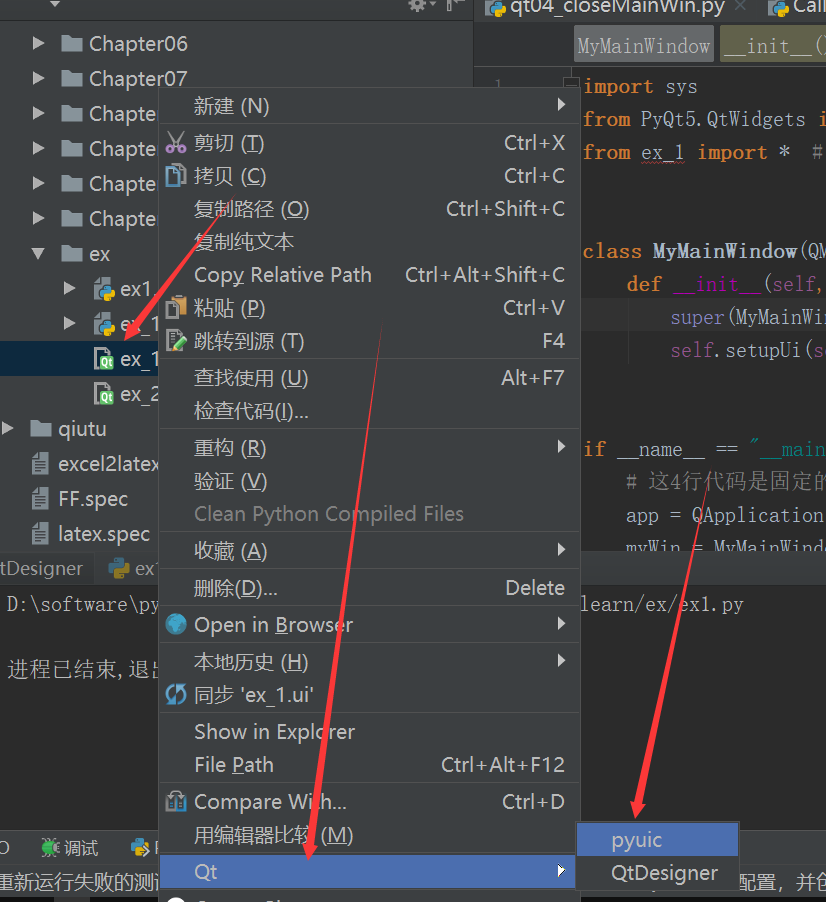 qt04_closeMainWin.py
Call
Chapter06
Chapter07
Chapte
Chapte
Chapte
Chapte
ex
ex1
ex_1
ex_1
ex_2
qiutu
excel2latex
FF.spec
latex.spec
新建 (N)
剪切 (T) Ctrl+X
拷贝 (C) Ctrl+C
复制路径 (O) Ctrl+Shift+C
复制纯文本
Copy Relative Path Ctrl+Alt+Shift+C
粘贴 (P) Ctrl+V
跳转到源 (T) F4
查找使用 (U) Alt+F7
检查代码(I)...
重构 (R)
验证 (V)
Clean Python Compiled Files
收藏 (A)
删除(D)... Delete
Open in Browser
本地历史 (H)
同步 'ex_1.ui'
Show in Explorer
File Path Ctrl+Alt+F12
Compare With... Ctrl+D
用编辑器比较 (M)
Qt
pyuic
QtDesigner
MyMainWindow __init__()
1
import sys
from PyQt5.QtWidgets i
from ex_1 import * #
class MyMainWindow(QM
def __init__(self,
super(MyMainWin
self.setupUi(s
if __name__ == "__main
# 这4行代码是固定的
app = QApplication
myWin = MyMainWind
tDesigner
ex
D:\software\py
learn/ex/ex1.py
进程已结束,退出
调试
重新运行失败的测试
配置，并创